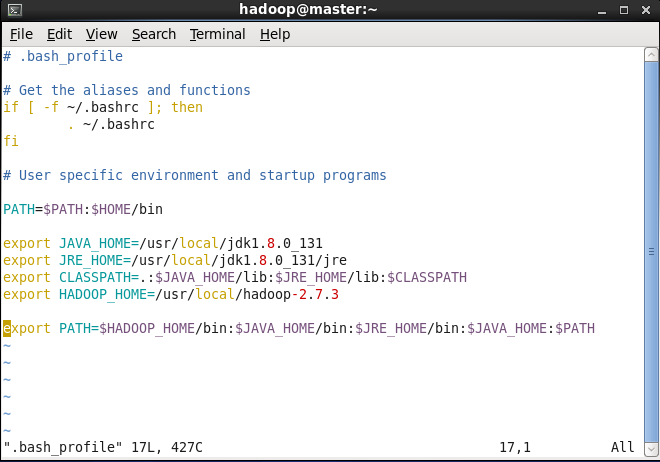 hadoop@master:~
File Edit View Search Terminal Help
# .bash_profile
# Get the aliases and functions
if [ -f ~/.bashrc ]; then
        . ~/.bashrc
fi
# User specific environment and startup programs
PATH=$PATH:$HOME/bin
export JAVA_HOME=/usr/local/jdk1.8.0_131
export JRE_HOME=/usr/local/jdk1.8.0_131/jre
export CLASSPATH=.:$JAVA_HOME/lib:$JRE_HOME/lib:$CLASSPATH
export HADOOP_HOME=/usr/local/hadoop-2.7.3
export PATH=$HADOOP_HOME/bin:$JAVA_HOME/bin:$JRE_HOME/bin:$JAVA_HOME:$PATH
~
~
~
~
~
~
".bash_profile" 17L, 427C 17,1 All